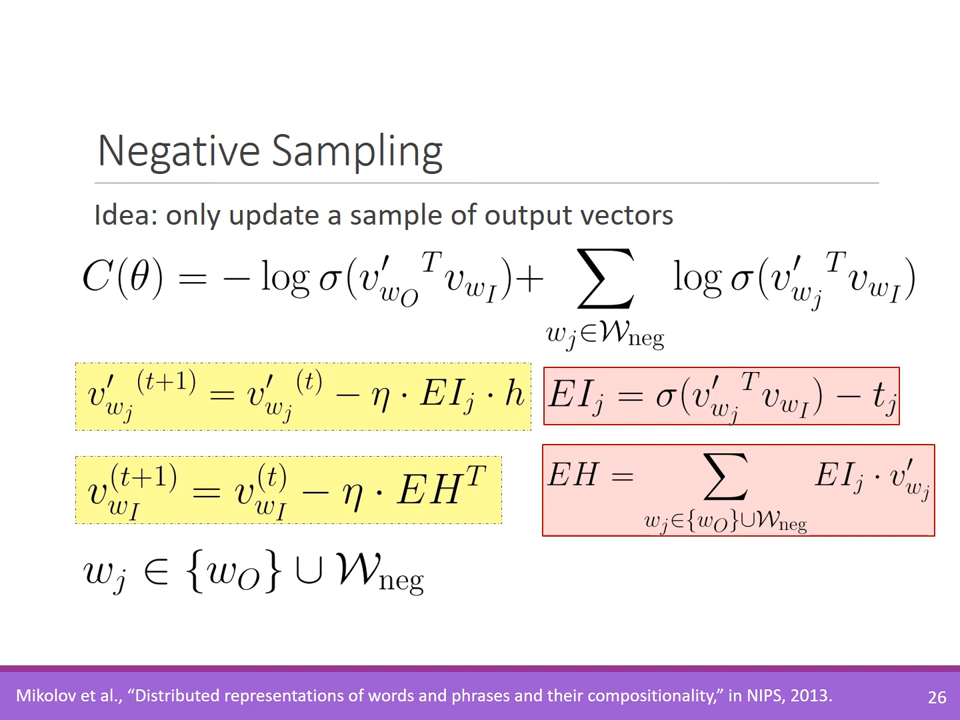 Negative Sampling
Idea: only update a sample of output vectors
C(θ) = − log σ(v′_{w_O}^T v_{w_I}) + ∑_{w_j∈𝒲_neg} log σ(v′_{w_j}^T v_{w_I})
v′_{w_j}^{(t+1)} = v′_{w_j}^{(t)} − η · EI_j · h
EI_j = σ(v′_{w_j}^T v_{w_I}) − t_j
v_{w_I}^{(t+1)} = v_{w_I}^{(t)} − η · EH^T
EH = ∑_{w_j∈{w_O}∪𝒲_neg} EI_j · v′_{w_j}
w_j ∈ {w_O} ∪ 𝒲_neg
Mikolov et al., “Distributed representations of words and phrases and their compositionality,” in NIPS, 2013.
26